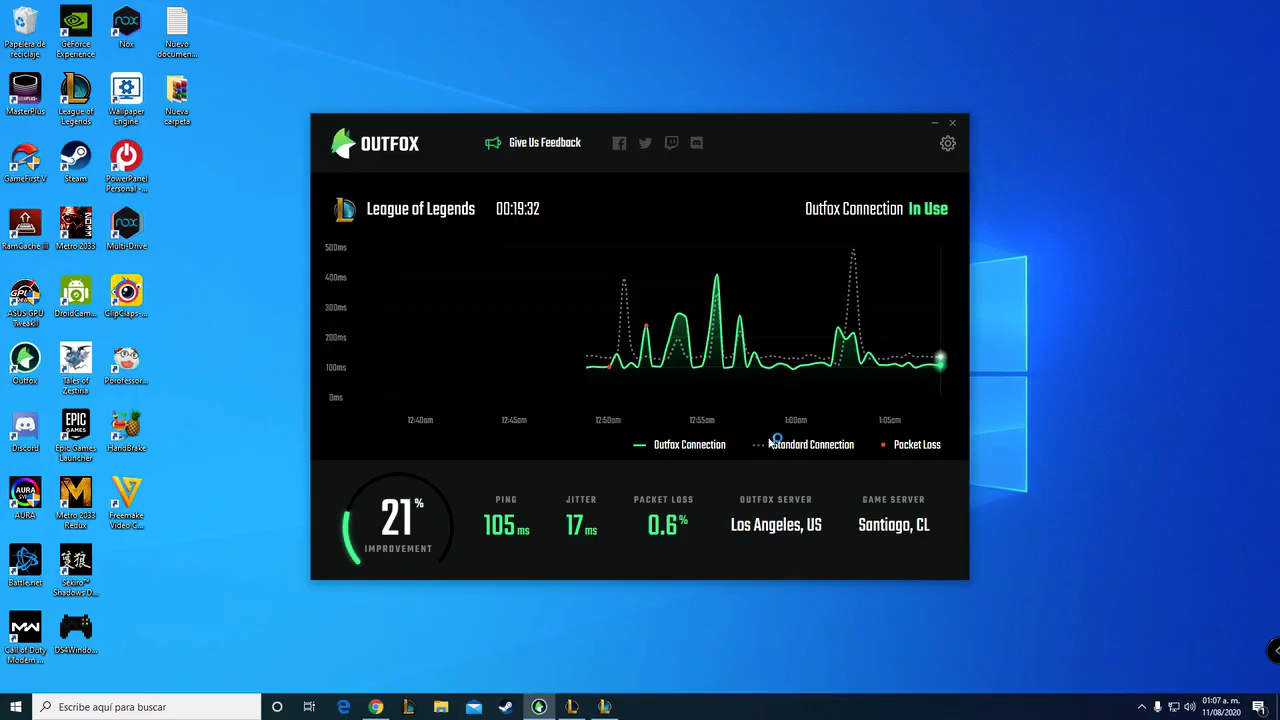 Papelera de
reciclaje
GeForce
Experience
Nox
Nuevo
documen...
MasterPlus
League of
Legends
Wallpaper
Engine
Nueva
carpeta
GameFirst V
Steam
PowerPanel
Personal -...
RamCache III
Metro 2033
Multi-Drive
ASUS GPU
TweakII
DroidCam...
ClipClaps-...
Outfox
Tales of
Zestiria
Porofessor...
Discord
Epic Games
Launcher
HandBrake
AURA
Metro 2033
Redux
Freemake
Video C...
Battle.net
Sekiro™
Shadows D...
Call of Duty
Modern ...
DS4Windo...
OUTFOX
Give Us Feedback
League of Legends
00:19:32
Outfox Connection In Use
500ms
400ms
300ms
200ms
100ms
0ms
12:40am
12:45am
12:50am
12:55am
1:00am
1:05am
Outfox Connection
Standard Connection
Packet Loss
21%
IMPROVEMENT
PING
105ms
JITTER
17ms
PACKET LOSS
0.6%
OUTFOX SERVER
Los Angeles, US
GAME SERVER
Santiago, CL
Escribe aquí para buscar
01:07 a. m.
11/08/2020